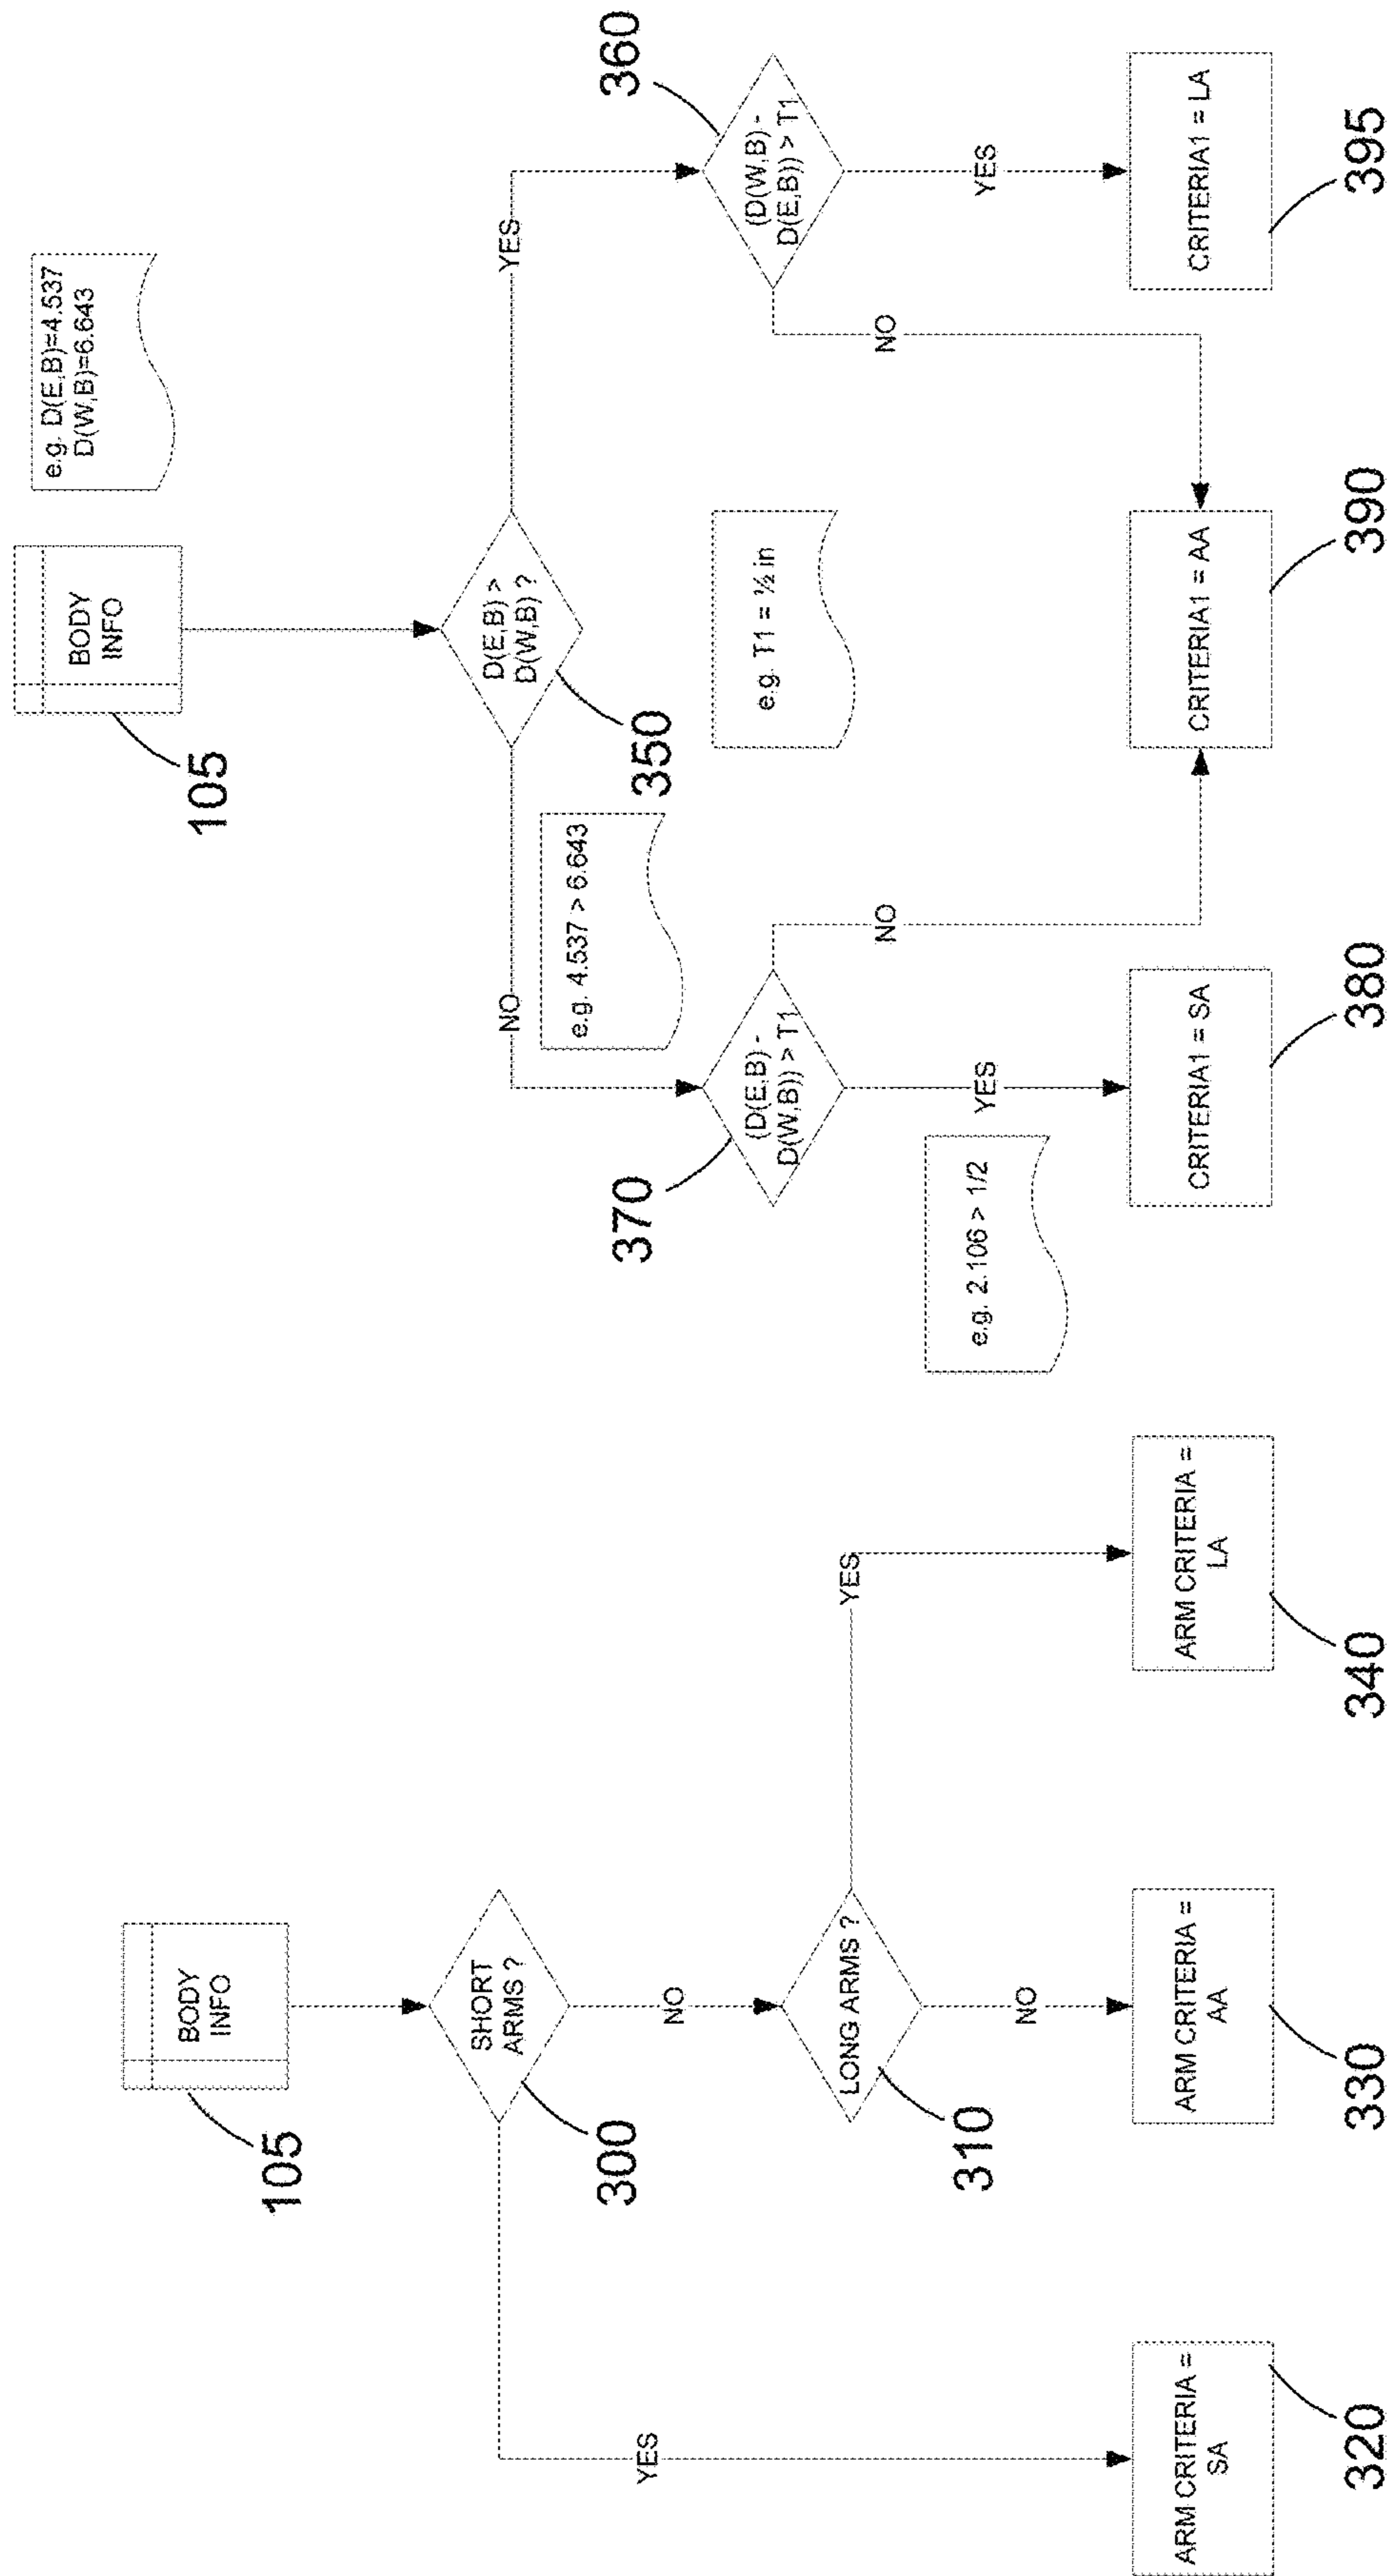 BODY
INFO
105
SHORT
ARMS ?
300
YES
NO
LONG ARMS ?
310
YES
NO
ARM CRITERIA =
SA
320
ARM CRITERIA =
AA
330
ARM CRITERIA =
LA
340
BODY
INFO
105
e.g. D(E,B)=4.537
D(W,B)=6.643
D(E,B) >
D(W,B) ?
350
NO
YES
e.g. 4.537 > 6.643
(D(E,B) -
D(W,B)) > T1
370
e.g. T1 = ½ in
(D(W,B) -
D(E,B)) > T1
360
e.g. 2.106 > 1/2
YES
NO
NO
YES
CRITERIA1 = SA
380
CRITERIA1 = AA
390
CRITERIA1 = LA
395